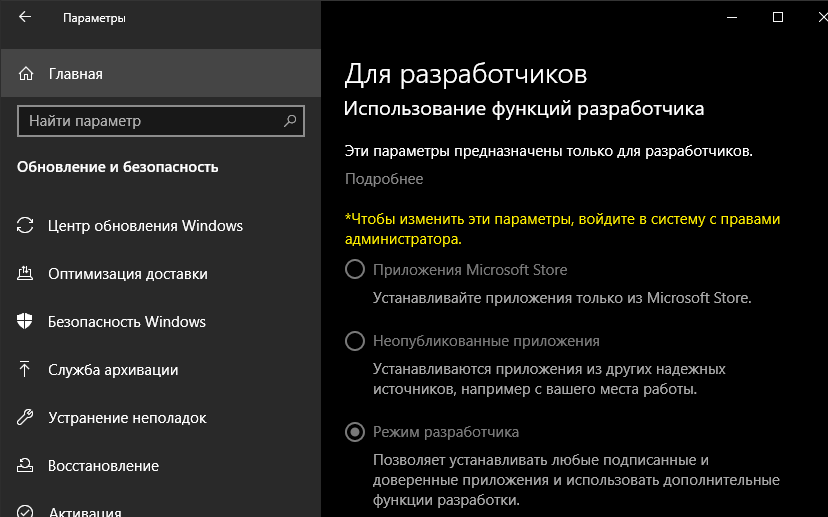 Параметры
Главная
Найти параметр
Обновление и безопасность
Центр обновления Windows
Оптимизация доставки
Безопасность Windows
Служба архивации
Устранение неполадок
Восстановление
Активация
Для разработчиков
Использование функций разработчика
Эти параметры предназначены только для разработчиков.
Подробнее
*Чтобы изменить эти параметры, войдите в систему с правами
администратора.
Приложения Microsoft Store
Устанавливайте приложения только из Microsoft Store.
Неопубликованные приложения
Устанавливаются приложения из других надежных
источников, например с вашего места работы.
Режим разработчика
Позволяет устанавливать любые подписанные и
доверенные приложения и использовать дополнительные
функции разработки.